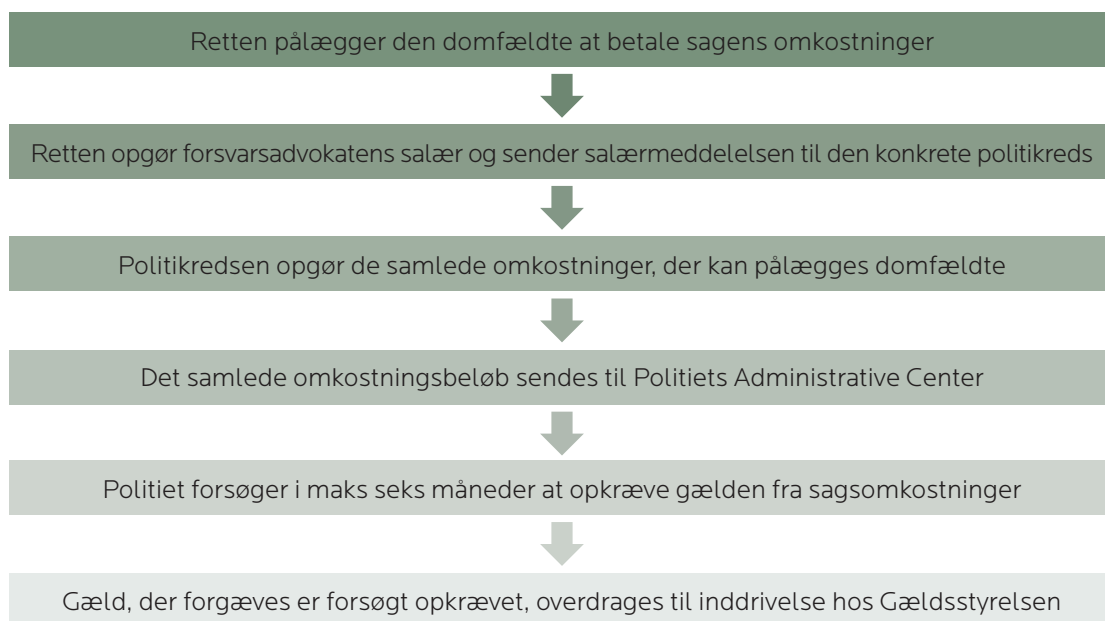 Retten pålægger den domfældte at betale sagens omkostninger
Retten opgør forsvarsadvokatens salær og sender salærmeddelelsen til den konkrete politikreds
Politikredsen opgør de samlede omkostninger, der kan pålægges domfældte
Det samlede omkostningsbeløb sendes til Politiets Administrative Center
Politiet forsøger i maks seks måneder at opkræve gælden fra sagsomkostninger
Gæld, der forgæves er forsøgt opkrævet, overdrages til inddrivelse hos Gældsstyrelsen